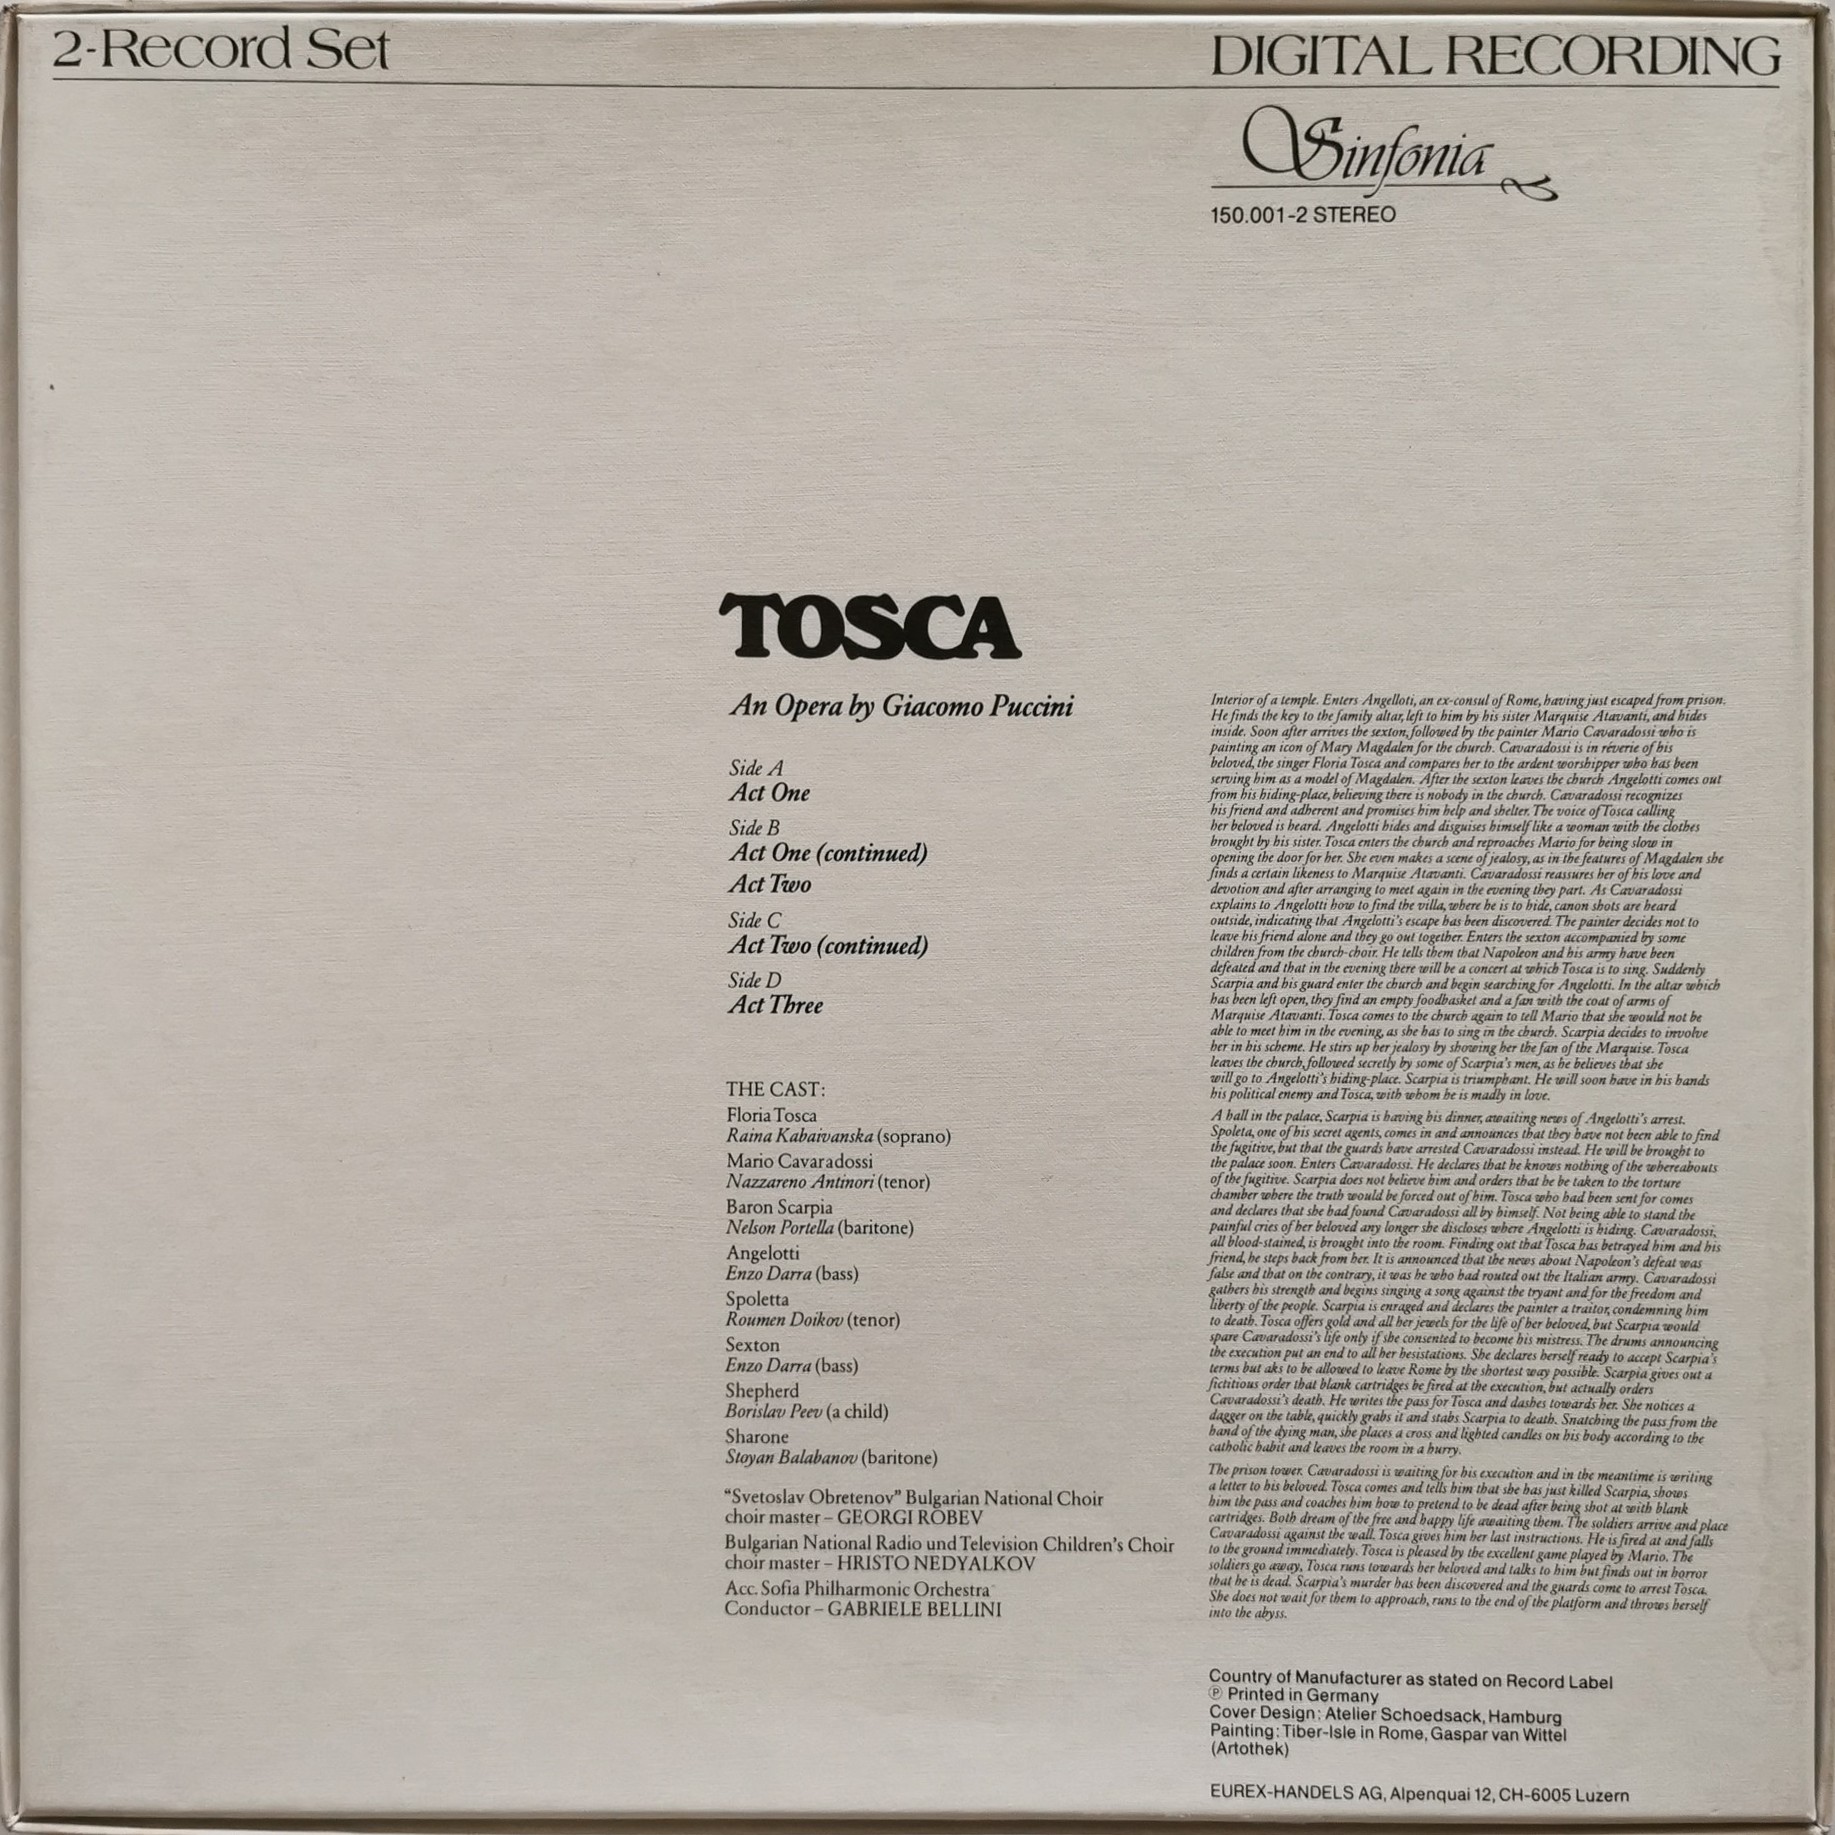 2-Record Set
DIGITAL RECORDING
Sinfonia
150.001-2 STEREO
TOSCA
An Opera by Giacomo Puccini
Side A
Act One
Side B
Act One (continued)
Act Two
Side C
Act Two (continued)
Side D
Act Three
THE CAST:
Floria Tosca
Raina Kabaivanska (soprano)
Mario Cavaradossi
Nazzareno Antinori (tenor)
Baron Scarpia
Nelson Portella (baritone)
Angelotti
Enzo Darra (bass)
Spoletta
Roumen Doikov (tenor)
Sexton
Enzo Darra (bass)
Shepherd
Borislav Peev (a child)
Sharone
Stoyan Balabanov (baritone)
"Svetoslav Obretenov" Bulgarian National Choir
choir master – GEORGI ROBEV
Bulgarian National Radio und Television Children's Choir
choir master – HRISTO NEDYALKOV
Acc. Sofia Philharmonic Orchestra
Conductor – GABRIELE BELLINI
Interior of a temple. Enters Angelloti, an ex-consul of Rome, having just escaped from prison.
He finds the key to the family altar, left to him by his sister Marquise Atavanti, and hides
inside. Soon after arrives the sexton, followed by the painter Mario Cavaradossi who is
painting an icon of Mary Magdalen for the church. Cavaradossi is in réverie of his
beloved, the singer Floria Tosca and compares her to the ardent worshipper who has been
serving him as a model of Magdalen. After the sexton leaves the church Angelotti comes out
from his hiding-place, believing there is nobody in the church. Cavaradossi recognizes
his friend and adherent and promises him help and shelter. The voice of Tosca calling
her beloved is heard. Angelotti hides and disguises himself like a woman with the clothes
brought by his sister. Tosca enters the church and reproaches Mario for being slow in
opening the door for her. She even makes a scene of jealosy, as in the features of Magdalen she
finds a certain likeness to Marquise Atavanti. Cavaradossi reassures her of his love and
devotion and after arranging to meet again in the evening they part. As Cavaradossi
explains to Angelotti how to find the villa, where he is to hide, canon shots are heard
outside, indicating that Angelotti's escape has been discovered. The painter decides not to
leave his friend alone and they go out together. Enters the sexton accompanied by some
children from the church-choir. He tells them that Napoleon and his army have been
defeated and that in the evening there will be a concert at which Tosca is to sing. Suddenly
Scarpia and his guard enter the church and begin searching for Angelotti. In the altar which
has been left open, they find an empty foodbasket and a fan with the coat of arms of
Marquise Atavanti. Tosca comes to the church again to tell Mario that she would not be
able to meet him in the evening, as she has to sing in the church. Scarpia decides to involve
her in his scheme. He stirs up her jealosy by showing her the fan of the Marquise. Tosca
leaves the church, followed secretly by some of Scarpia's men, as he believes that she
will go to Angelotti's hiding-place. Scarpia is triumphant. He will soon have in his hands
his political enemy and Tosca, with whom he is madly in love.
A hall in the palace, Scarpia is having his dinner, awaiting news of Angelotti's arrest.
Spoleta, one of his secret agents, comes in and announces that they have not been able to find
the fugitive, but that the guards have arrested Cavaradossi instead. He will be brought to
the palace soon. Enters Cavaradossi. He declares that he knows nothing of the whereabouts
of the fugitive. Scarpia does not believe him and orders that he be taken to the torture
chamber where the truth would be forced out of him. Tosca who had been sent for comes
and declares that she had found Cavaradossi all by himself. Not being able to stand the
painful cries of her beloved any longer she discloses where Angelotti is hiding. Cavaradossi,
all blood-stained, is brought into the room. Finding out that Tosca has betrayed him and his
friend, he steps back from her. It is announced that the news about Napoleon's defeat was
false and that on the contrary, it was he who had routed out the Italian army. Cavaradossi
gathers his strength and begins singing a song against the tryant and for the freedom and
liberty of the people. Scarpia is enraged and declares the painter a traitor, condemning him
to death. Tosca offers gold and all her jewels for the life of her beloved, but Scarpia would
spare Cavaradossi's life only if she consented to become his mistress. The drums announcing
the execution put an end to all her hesistations. She declares herself ready to accept Scarpia's
terms but aks to be allowed to leave Rome by the shortest way possible. Scarpia gives out a
fictitious order that blank cartridges be fired at the execution, but actually orders
Cavaradossi's death. He writes the pass for Tosca and dashes towards her. She notices a
dagger on the table, quickly grabs it and stabs Scarpia to death. Snatching the pass from the
hand of the dying man, she places a cross and lighted candles on his body according to the
catholic habit and leaves the room in a hurry.
The prison tower. Cavaradossi is waiting for his execution and in the meantime is writing
a letter to his beloved. Tosca comes and tells him that she has just killed Scarpia, shows
him the pass and coaches him how to pretend to be dead after being shot at with blank
cartridges. Both dream of the free and happy life awaiting them. The soldiers arrive and place
Cavaradossi against the wall. Tosca gives him her last instructions. He is fired at and falls
to the ground immediately. Tosca is pleased by the excellent game played by Mario. The
soldiers go away, Tosca runs towards her beloved and talks to him but finds out in horror
that he is dead. Scarpia's murder has been discovered and the guards come to arrest Tosca.
She does not wait for them to approach, runs to the end of the platform and throws herself
into the abyss.
Country of Manufacturer as stated on Record Label
Ⓟ Printed in Germany
Cover Design: Atelier Schoedsack, Hamburg
Painting: Tiber-Isle in Rome, Gaspar van Wittel
(Artothek)
EUREX-HANDELS AG, Alpenquai 12, CH-6005 Luzern